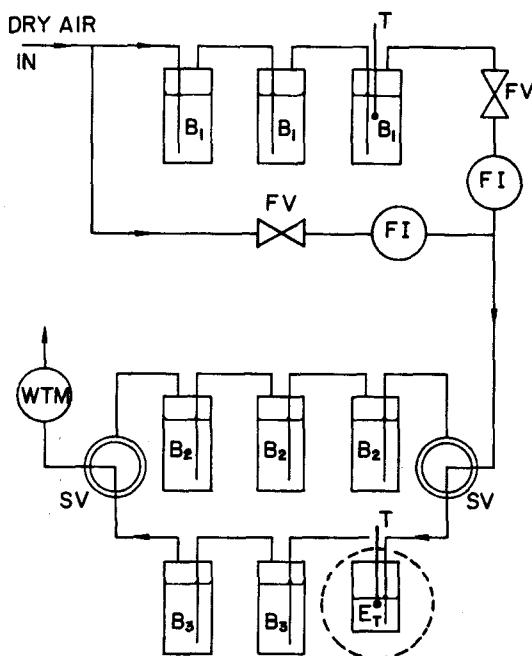 DRY AIR
IN
T
B1 B1 B1
FV
FI
FV
FI
WTM
B2 B2 B2
SV
SV
T
B3 B3 ET